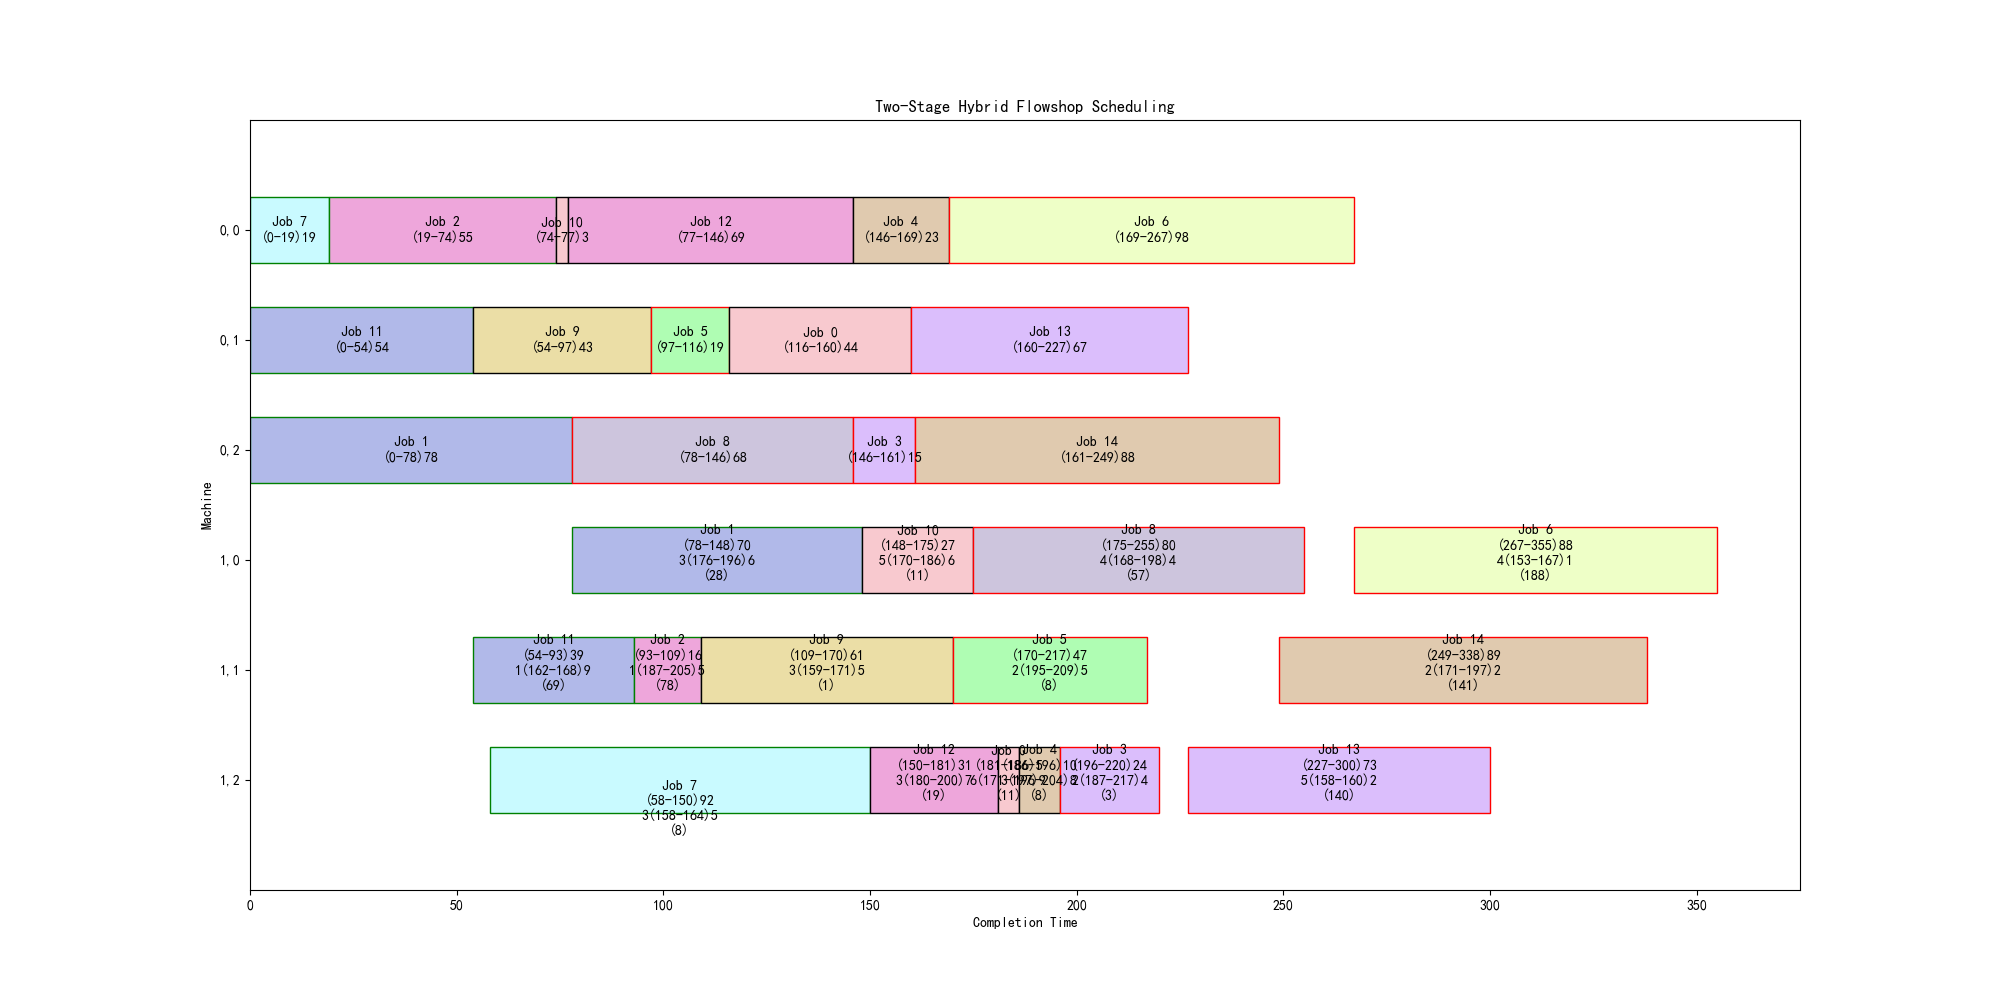 Two-Stage Hybrid Flowshop Scheduling
Machine
0,0
Job 7
(0-19)19
Job 2
(19-74)55
Job 10
(74-77)3
Job 12
(77-146)69
Job 4
(146-169)23
Job 6
(169-267)98
0,1
Job 11
(0-54)54
Job 9
(54-97)43
Job 5
(97-116)19
Job 0
(116-160)44
Job 13
(160-227)67
0,2
Job 1
(0-78)78
Job 8
(78-146)68
Job 3
(146-161)15
Job 14
(161-249)88
1,0
Job 1
(78-148)70
3(176-196)6
(28)
Job 10
(148-175)27
5(170-186)6
(11)
Job 8
(175-255)80
4(168-198)4
(57)
Job 6
(267-355)88
4(153-167)1
(188)
1,1
Job 11
(54-93)39
1(162-168)9
(69)
Job 2
(93-109)16
1(187-205)5
(78)
Job 9
(109-170)61
3(159-171)5
(1)
Job 5
(170-217)47
2(195-209)5
(8)
Job 14
(249-338)89
2(171-197)2
(141)
1,2
Job 7
(58-150)92
3(158-164)5
(8)
Job 12
(150-181)31
3(180-200)7
(19)
Job 0
(181-186)5
(11)
Job 4
(186-196)10
(8)
Job 3
(196-220)24
2(187-217)4
(3)
Job 13
(227-300)73
5(158-160)2
(140)
0
50
100
150
200
250
300
350
Completion Time